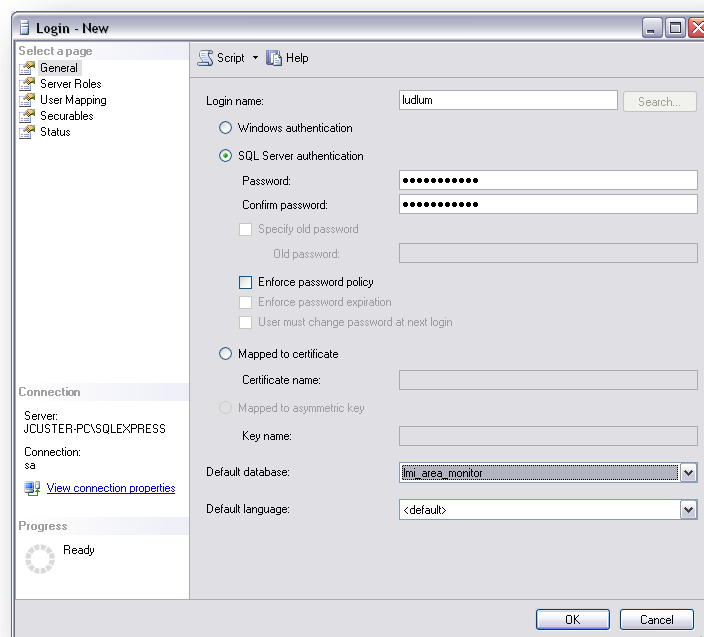 Login - New
Select a page
General
Server Roles
User Mapping
Securables
Status
Script
Help
Login name:
ludlum
Search...
Windows authentication
SQL Server authentication
Password:
●●●●●●●●●●●
Confirm password:
●●●●●●●●●●●
Specify old password
Old password:
Enforce password policy
Enforce password expiration
User must change password at next login
Mapped to certificate
Certificate name:
Mapped to asymmetric key
Key name:
Default database:
lmi_area_monitor
Default language:
<default>
Connection
Server:
JCUSTER-PC\SQLEXPRESS
Connection:
sa
View connection properties
Progress
Ready
OK
Cancel